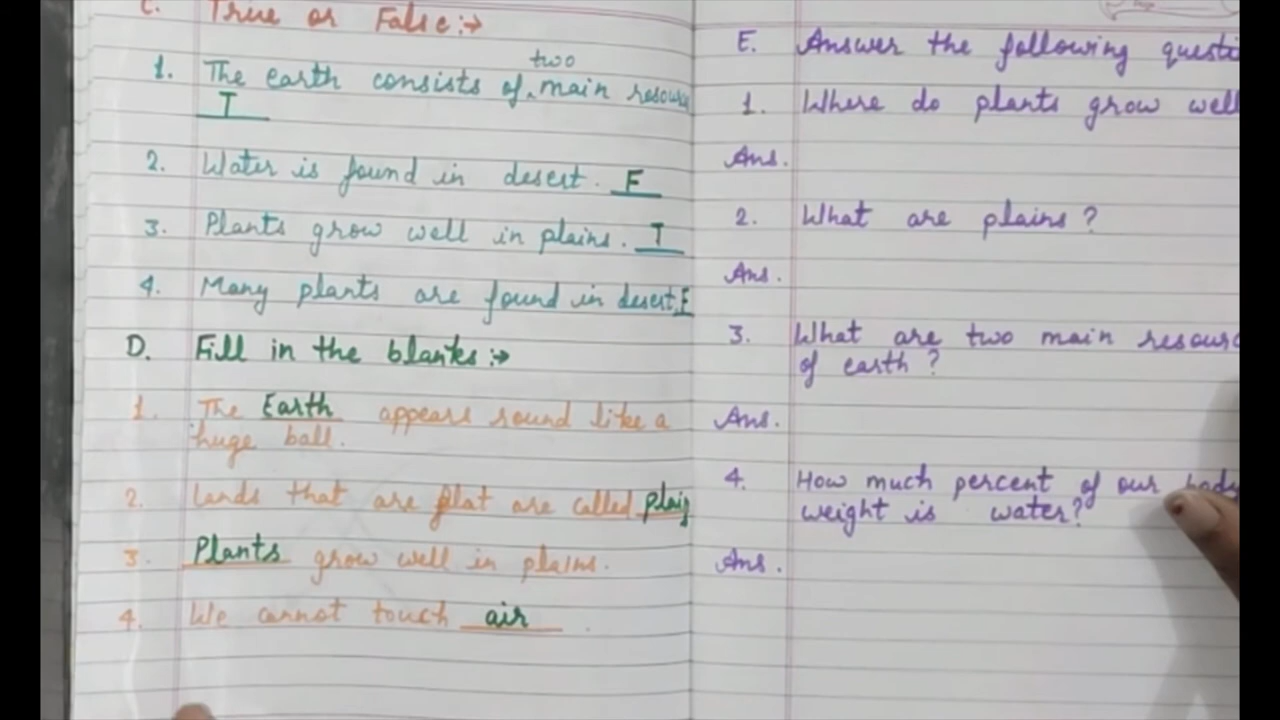 C. True or False:→
1. The earth consists of two main
T
2. Water is found in desert. F
3. Plants grow well in plains. T
4. Many plants are found in desert. F
D. Fill in the blanks:→
1. The Earth appears round like a
huge ball.
2. Lands that are flat are called
3. Plants grow well in plains.
4. We cannot touch air.
E. Answer the following
1. Where do plants grow well
Ans.
2. What are plains?
Ans.
3. What are two main
of earth?
Ans.
4. How much percent of our body
weight is water?
Ans.